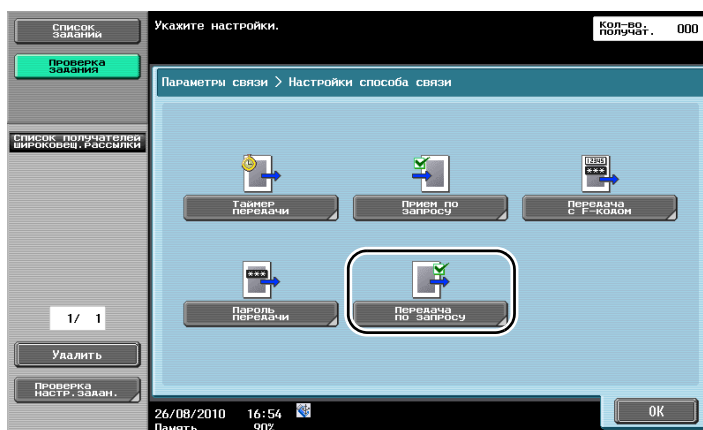 Список
заданий
Проверка
задания
Список получателей
широковещ.рассылки
1/ 1
Удалить
Проверка
настр.задан.
Укажите настройки.
Кол-во.
получат. 000
Параметры связи > Настройки способа связи
Таймер
передачи
Прием по
запросу
12345
***
Передача
с F-кодом
***
Пароль
передачи
Передача
по запросу
26/08/2010 16:54
Память 90%
OK